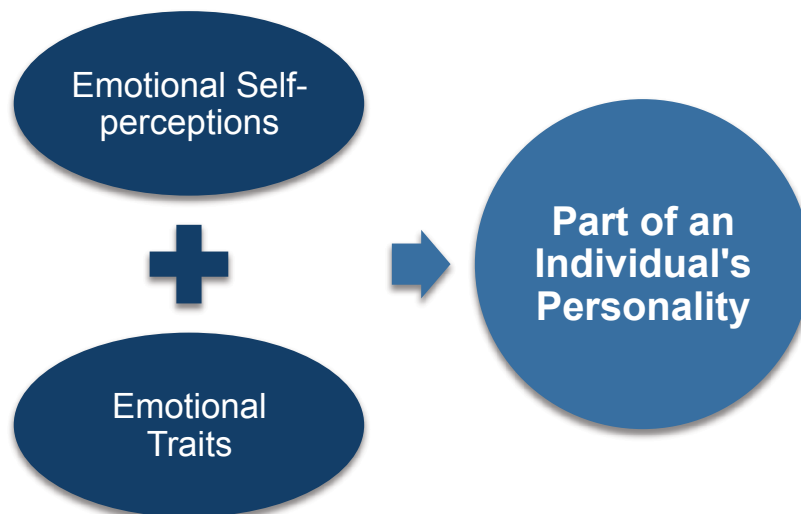 Emotional Self-
perceptions
Part of an
Individual's
Personality
Emotional
Traits